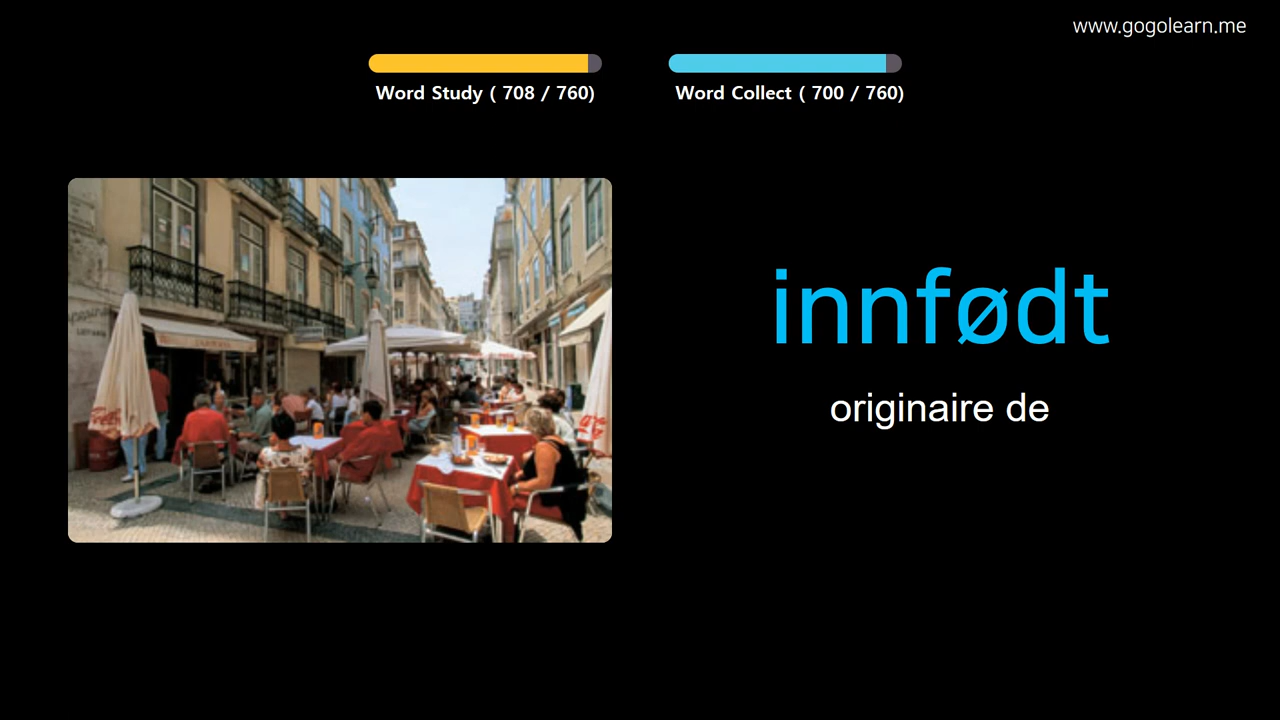 www.gogolearn.me
Word Study ( 708 / 760)
Word Collect ( 700 / 760)
innfødt
originaire de